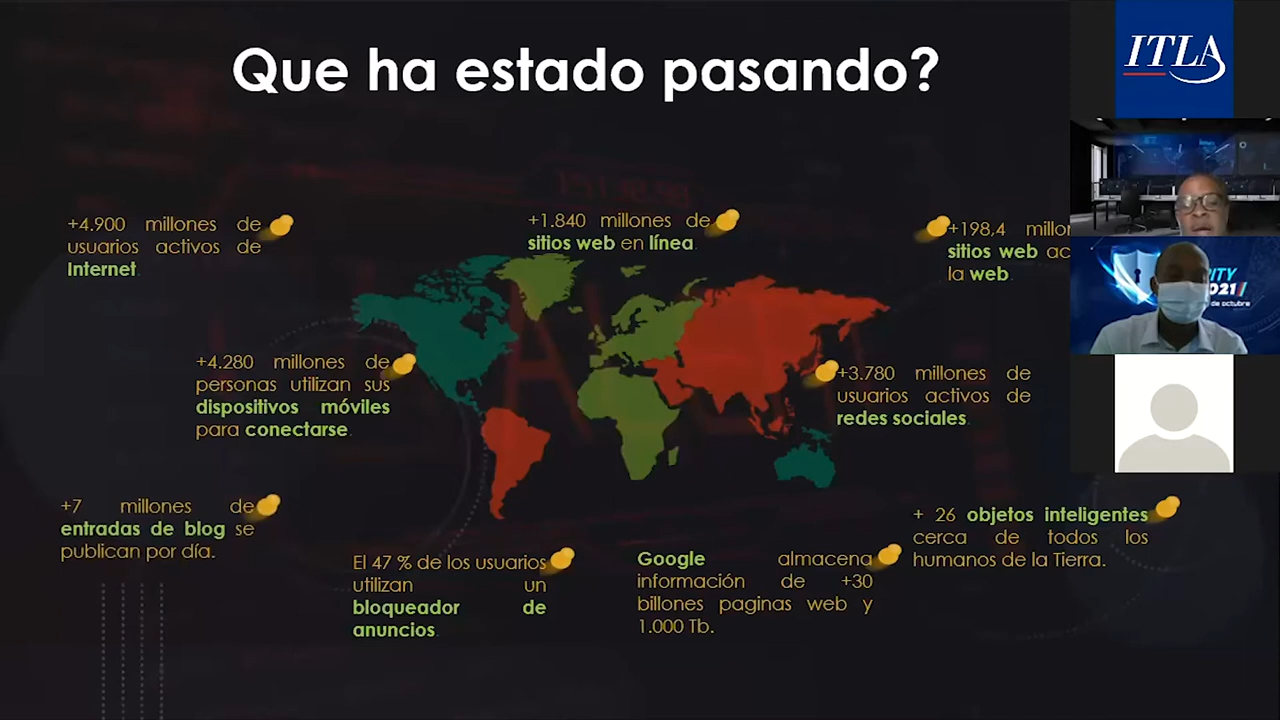 Que ha estado pasando?
ITLA
+4.900 millones de
usuarios activos de
Internet.
+1.840 millones de
sitios web en línea.
+198,4
sitios web
la web.
+4.280 millones de
personas utilizan sus
dispositivos móviles
para conectarse.
+3.780 millones de
usuarios activos de
redes sociales.
+7 millones de
entradas de blog se
publican por día.
El 47 % de los usuarios
utilizan un
bloqueador de
anuncios.
Google almacena
información de +30
billones paginas web y
1.000 Tb.
+ 26 objetos inteligentes
cerca de todos los
humanos de la Tierra.
de octubre